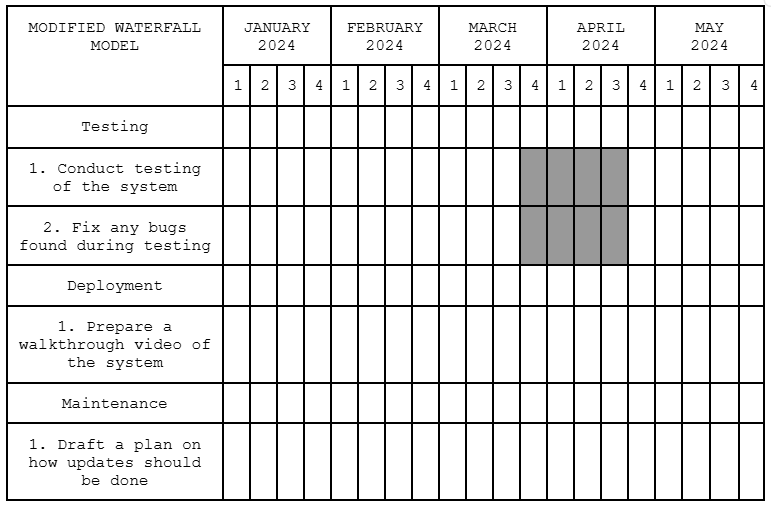 MODIFIED WATERFALL
MODEL
JANUARY
2024
FEBRUARY
2024
MARCH
2024
APRIL
2024
MAY
2024
1 2 3 4 1 2 3 4 1 2 3 4 1 2 3 4 1 2 3 4
Testing
1. Conduct testing
of the system
2. Fix any bugs
found during testing
Deployment
1. Prepare a
walkthrough video of
the system
Maintenance
1. Draft a plan on
how updates should
be done